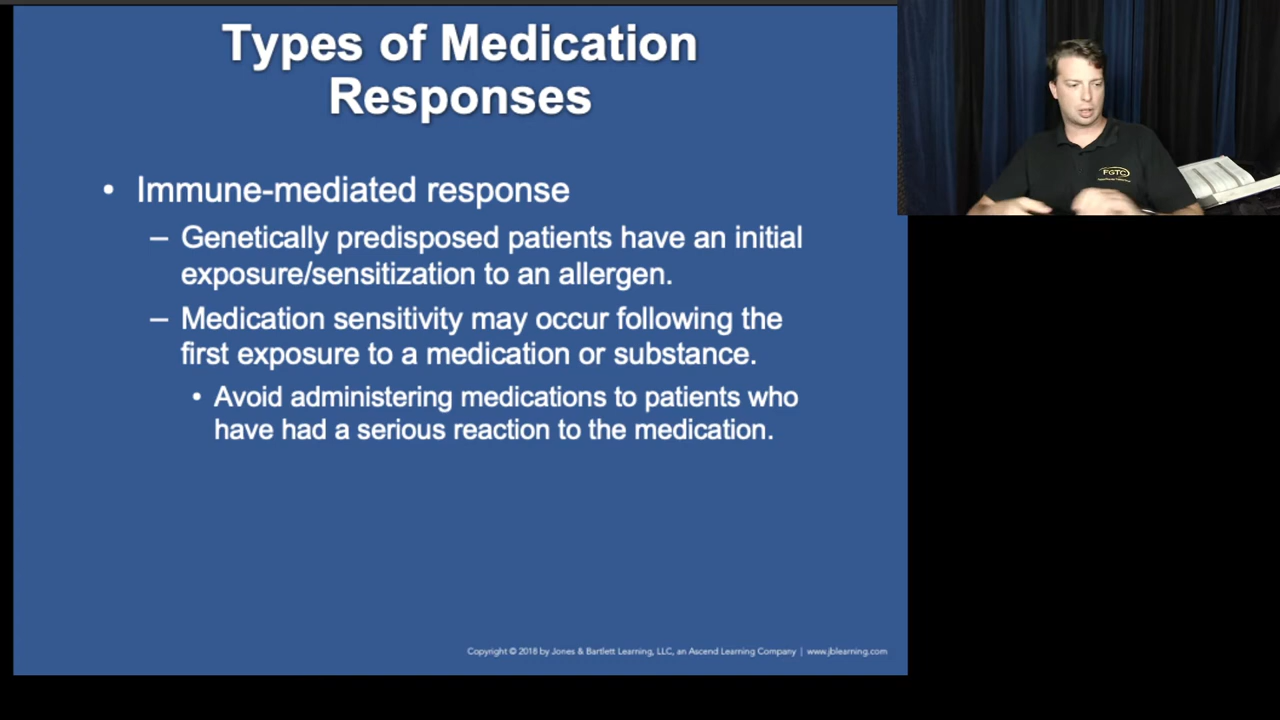 Types of Medication
Responses
• Immune-mediated response
– Genetically predisposed patients have an initial
exposure/sensitization to an allergen.
– Medication sensitivity may occur following the
first exposure to a medication or substance.
• Avoid administering medications to patients who
have had a serious reaction to the medication.
Copyright © 2018 by Jones & Bartlett Learning, LLC, an Ascend Learning Company | www.jblearning.com
FGTC